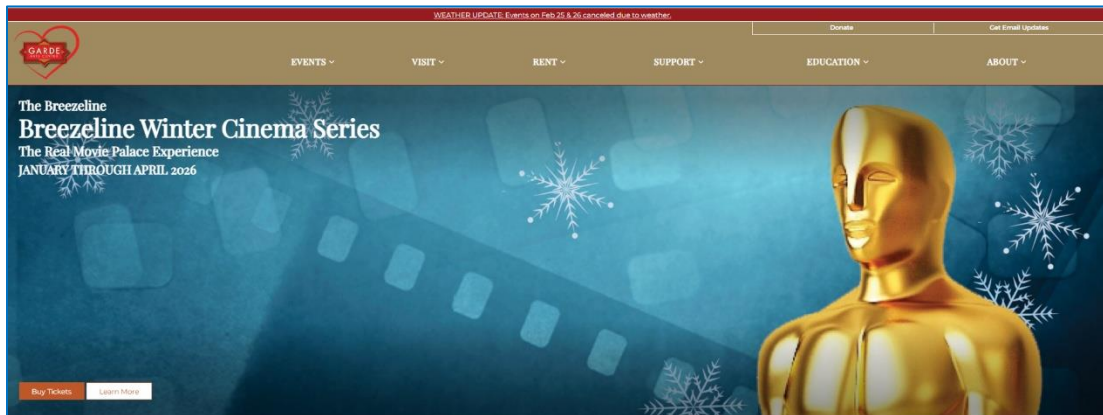 WEATHER UPDATE: Events on Feb 25 & 26 canceled due to weather.
Donate
Get Email Updates
GARDE
ARTS CENTER
EVENTS
VISIT
RENT
SUPPORT
EDUCATION
ABOUT
The Breezeline
Breezeline Winter Cinema Series
The Real Movie Palace Experience
JANUARY THROUGH APRIL 2026
Buy Tickets
Learn More